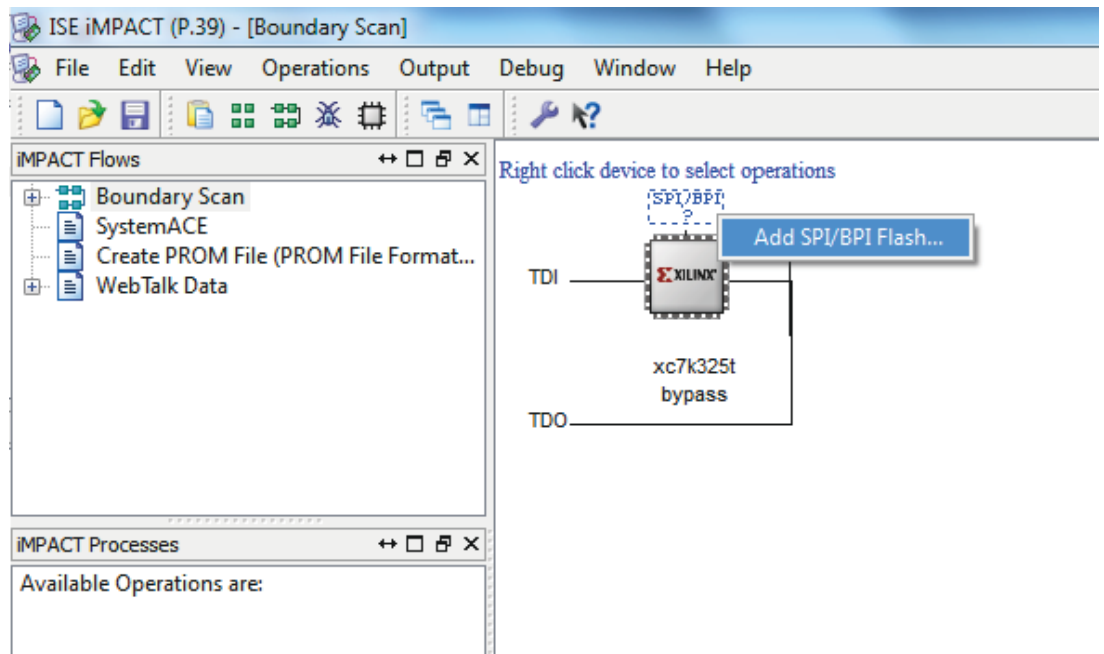 ISE iMPACT (P.39) - [Boundary Scan]
File Edit View Operations Output Debug Window Help
iMPACT Flows
Boundary Scan
SystemACE
Create PROM File (PROM File Format...
WebTalk Data
Right click device to select operations
SPI/BPI
?
Add SPI/BPI Flash...
TDI
XILINX
xc7k325t
bypass
TDO
iMPACT Processes
Available Operations are: